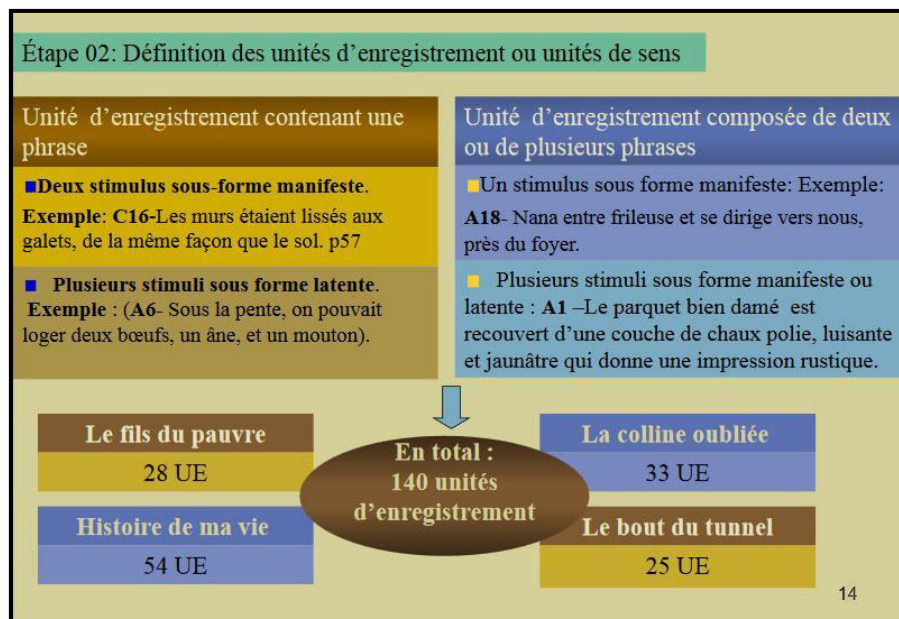 Étape 02: Définition des unités d’enregistrement ou unités de sens
Unité d’enregistrement contenant une
phrase
Deux stimulus sous-forme manifeste.
Exemple: C16-Les murs étaient lissés aux
galets, de la même façon que le sol. p57
Plusieurs stimuli sous forme latente.
Exemple : (A6- Sous la pente, on pouvait
loger deux bœufs, un âne, et un mouton).
Unité d’enregistrement composée de deux
ou de plusieurs phrases
Un stimulus sous forme manifeste: Exemple:
A18- Nana entre frileuse et se dirige vers nous,
près du foyer.
Plusieurs stimuli sous forme manifeste ou
latente : A1 –Le parquet bien damé est
recouvert d’une couche de chaux polie, luisante
et jaunâtre qui donne une impression rustique.
Le fils du pauvre
28 UE
Histoire de ma vie
54 UE
En total :
140 unités
d’enregistrement
La colline oubliée
33 UE
Le bout du tunnel
25 UE
14